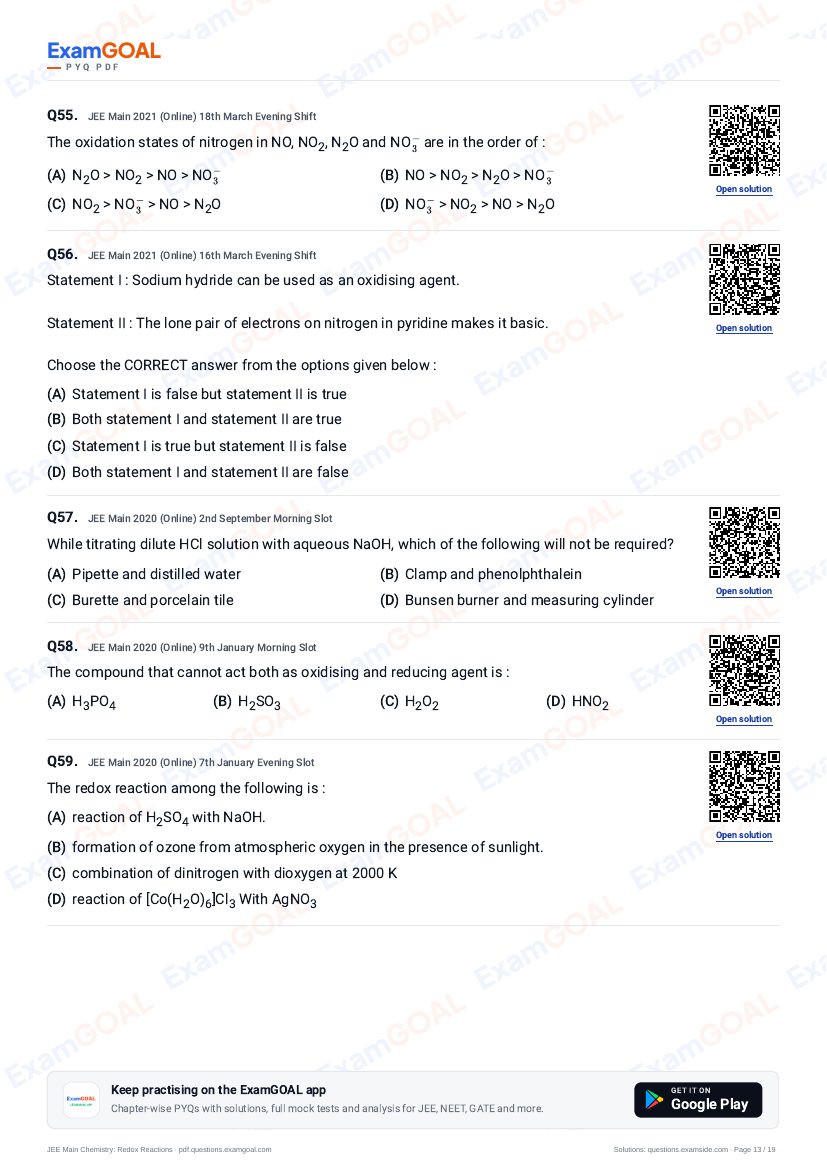 ExamGOAL
PYQ PDF
Q55. JEE Main 2021 (Online) 18th March Evening Shift
The oxidation states of nitrogen in NO, NO₂, N₂O and NO₃⁻ are in the order of :
(A) N₂O > NO₂ > NO > NO₃⁻
(B) NO > NO₂ > N₂O > NO₃⁻
(C) NO₂ > NO₃⁻ > NO > N₂O
(D) NO₃⁻ > NO₂ > NO > N₂O
Open solution
Q56. JEE Main 2021 (Online) 16th March Evening Shift
Statement I : Sodium hydride can be used as an oxidising agent.
Statement II : The lone pair of electrons on nitrogen in pyridine makes it basic.
Choose the CORRECT answer from the options given below :
(A) Statement I is false but statement II is true
(B) Both statement I and statement II are true
(C) Statement I is true but statement II is false
(D) Both statement I and statement II are false
Open solution
Q57. JEE Main 2020 (Online) 2nd September Morning Slot
While titrating dilute HCl solution with aqueous NaOH, which of the following will not be required?
(A) Pipette and distilled water
(B) Clamp and phenolphthalein
(C) Burette and porcelain tile
(D) Bunsen burner and measuring cylinder
Open solution
Q58. JEE Main 2020 (Online) 9th January Morning Slot
The compound that cannot act both as oxidising and reducing agent is :
(A) H₃PO₄
(B) H₂SO₃
(C) H₂O₂
(D) HNO₂
Open solution
Q59. JEE Main 2020 (Online) 7th January Evening Slot
The redox reaction among the following is :
(A) reaction of H₂SO₄ with NaOH.
(B) formation of ozone from atmospheric oxygen in the presence of sunlight.
(C) combination of dinitrogen with dioxygen at 2000 K
(D) reaction of [Co(H₂O)₆]Cl₃ With AgNO₃
Open solution
ExamGOAL
Keep practising on the ExamGOAL app
Chapter-wise PYQs with solutions, full mock tests and analysis for JEE, NEET, GATE and more.
GET IT ON
Google Play
JEE Main Chemistry: Redox Reactions · pdf.questions.examgoal.com
Solutions: questions.examside.com · Page 13 / 19